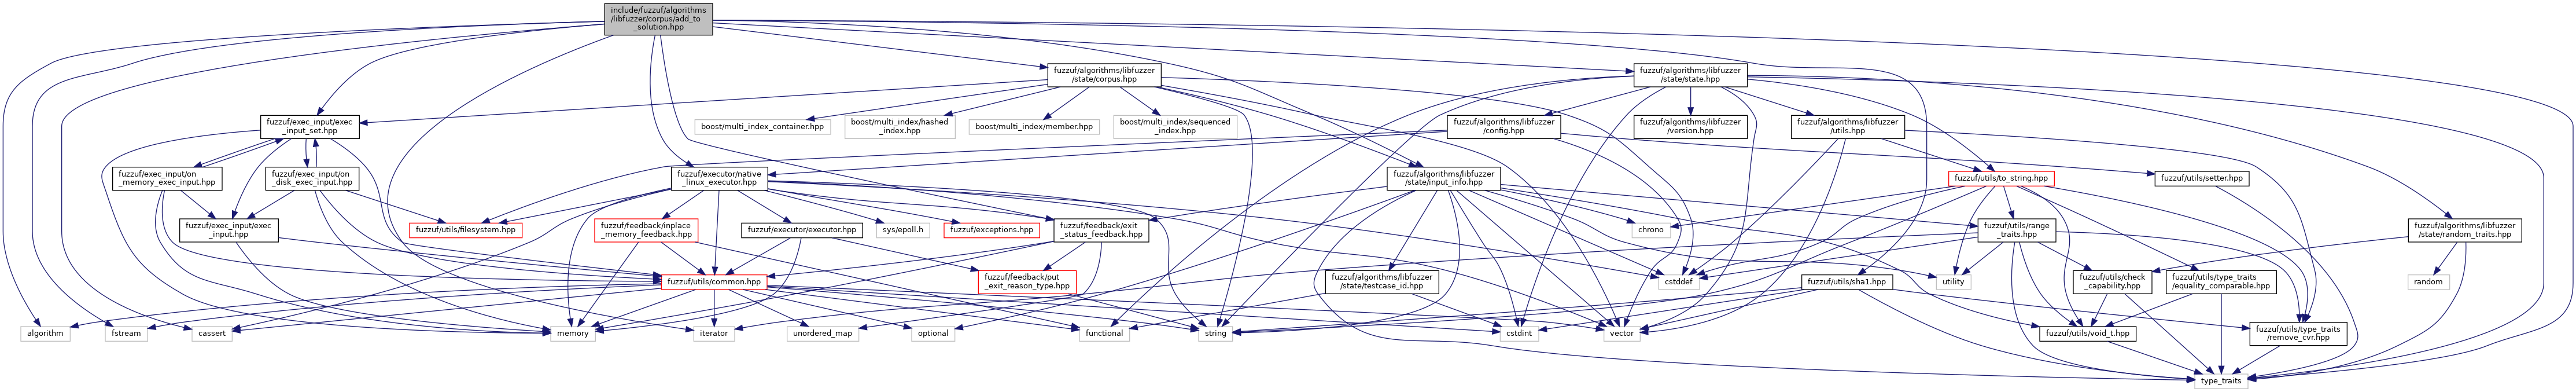 include/fuzzuf/algorithms
/libfuzzer/corpus/add_to
_solution.hpp
fuzzuf/algorithms/libfuzzer
/state/corpus.hpp
fuzzuf/algorithms/libfuzzer
/state/state.hpp
fuzzuf/exec_input/exec
_input_set.hpp
boost/multi_index_container.hpp
boost/multi_index/hashed
_index.hpp
boost/multi_index/member.hpp
boost/multi_index/sequenced
_index.hpp
fuzzuf/algorithms/libfuzzer
/config.hpp
fuzzuf/algorithms/libfuzzer
/version.hpp
fuzzuf/algorithms/libfuzzer
/utils.hpp
fuzzuf/exec_input/on
_memory_exec_input.hpp
fuzzuf/exec_input/on
_disk_exec_input.hpp
fuzzuf/executor/native
_linux_executor.hpp
fuzzuf/algorithms/libfuzzer
/state/input_info.hpp
fuzzuf/utils/to_string.hpp
fuzzuf/utils/setter.hpp
fuzzuf/exec_input/exec
_input.hpp
fuzzuf/utils/filesystem.hpp
fuzzuf/feedback/inplace
_memory_feedback.hpp
fuzzuf/executor/executor.hpp
sys/epoll.h
fuzzuf/exceptions.hpp
fuzzuf/feedback/exit
_status_feedback.hpp
chrono
fuzzuf/utils/range
_traits.hpp
fuzzuf/algorithms/libfuzzer
/state/random_traits.hpp
fuzzuf/utils/common.hpp
fuzzuf/feedback/put
_exit_reason_type.hpp
fuzzuf/algorithms/libfuzzer
/state/testcase_id.hpp
cstddef
fuzzuf/utils/sha1.hpp
utility
fuzzuf/utils/check
_capability.hpp
fuzzuf/utils/type_traits
/equality_comparable.hpp
random
algorithm
fstream
cassert
memory
iterator
unordered_map
optional
functional
string
cstdint
vector
fuzzuf/utils/void_t.hpp
fuzzuf/utils/type_traits
/remove_cvr.hpp
type_traits